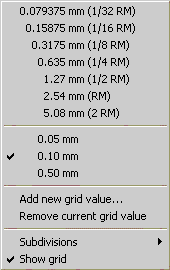 0.079375 mm (1/32 RM)
0.15875 mm (1/16 RM)
0.3175 mm (1/8 RM)
0.635 mm (1/4 RM)
1.27 mm (1/2 RM)
2.54 mm (RM)
5.08 mm (2 RM)
0.05 mm
0.10 mm
0.50 mm
Add new grid value...
Remove current grid value
Subdivisions
Show grid